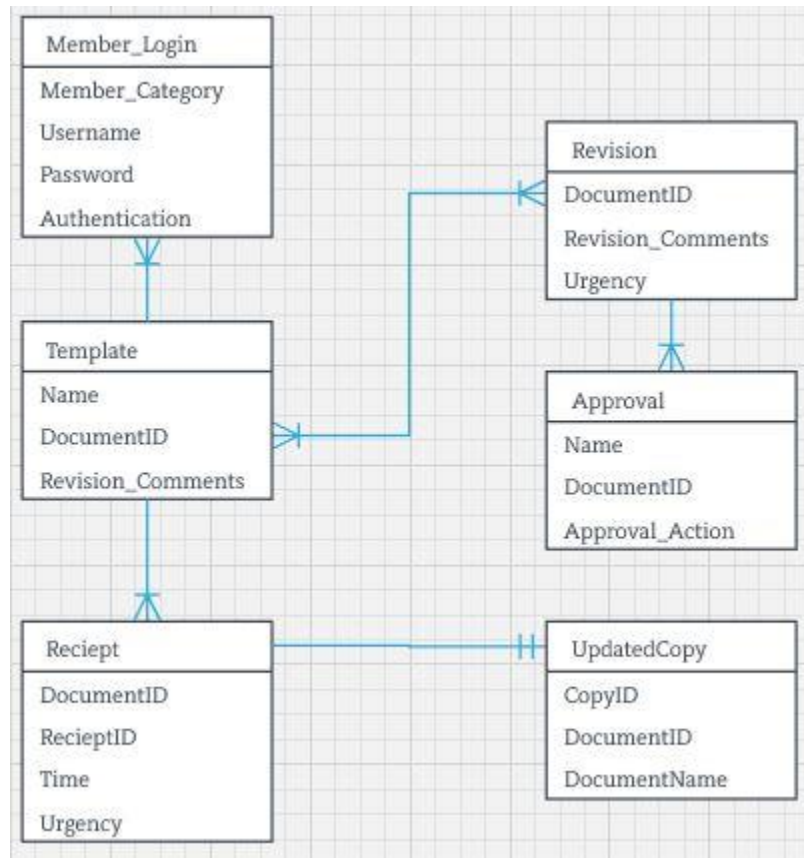 Member_Login
Member_Category
Username
Password
Authentication
Template
Name
DocumentID
Revision_Comments
Reciept
DocumentID
RecieptID
Time
Urgency
Revision
DocumentID
Revision_Comments
Urgency
Approval
Name
DocumentID
Approval_Action
UpdatedCopy
CopyID
DocumentID
DocumentName